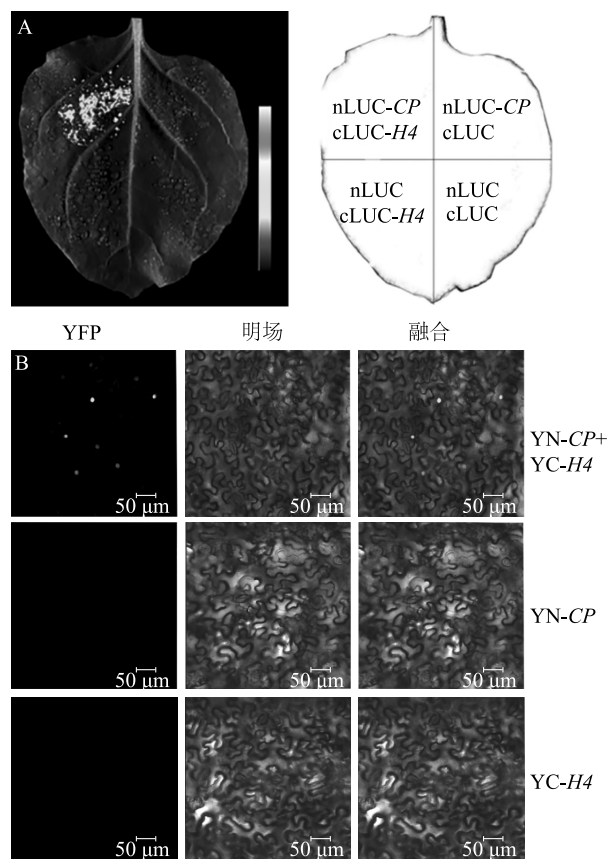 A
nLUC-CP
cLUC-H4
nLUC-CP
cLUC
nLUC
cLUC-H4
nLUC
cLUC
YFP
明场
融合
B
50 μm
50 μm
50 μm
YN-CP+
YC-H4
50 μm
50 μm
50 μm
YN-CP
50 μm
50 μm
50 μm
YC-H4